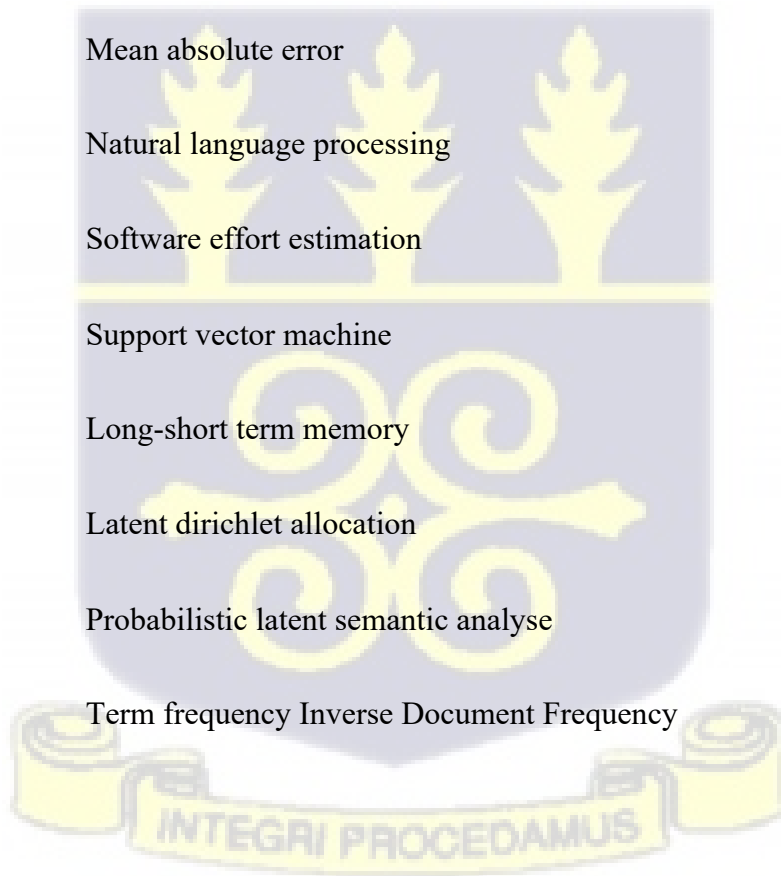 Mean absolute error
Natural language processing
Software effort estimation
Support vector machine
Long-short term memory
Latent dirichlet allocation
Probabilistic latent semantic analyse
Term frequency Inverse Document Frequency
INTEGRI PROCEDAMUS